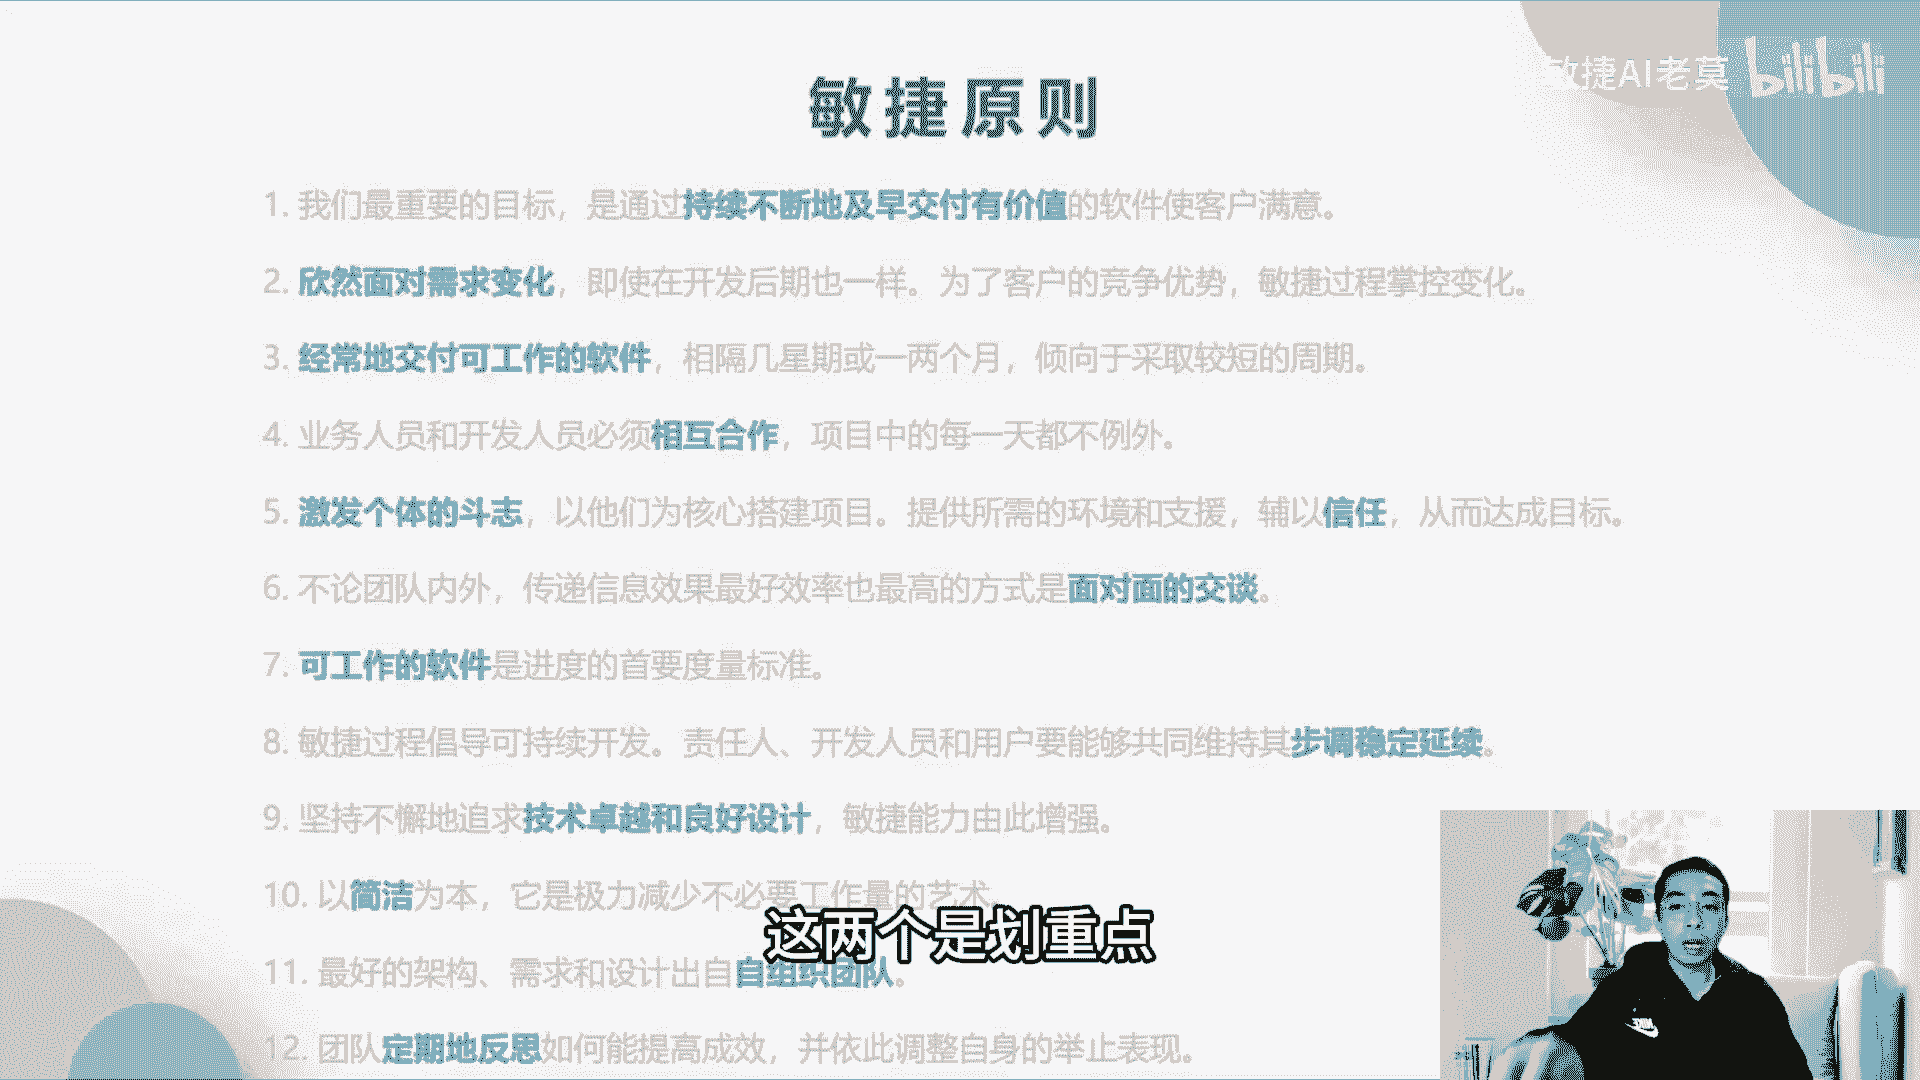 敏捷AI老莫 bilibili
敏捷原则
1. 我们最重要的目标，是通过持续不断地及早交付有价值的软件使客户满意。
2. 欣然面对需求变化，即使在开发后期也一样。为了客户的竞争优势，敏捷过程掌控变化。
3. 经常地交付可工作的软件，相隔几星期或一两个月，倾向于采取较短的周期。
4. 业务人员和开发人员必须相互合作，项目中的每一天都不例外。
5. 激发个体的斗志，以他们为核心搭建项目。提供所需的环境和支援，辅以信任，从而达成目标。
6. 不论团队内外，传递信息效果最好效率也最高的方式是面对面的交谈。
7. 可工作的软件是进度的首要度量标准。
8. 敏捷过程倡导可持续开发。责任人、开发人员和用户要能够共同维持其步调稳定延续。
9. 坚持不懈地追求技术卓越和良好设计，敏捷能力由此增强。
10. 以简洁为本，它是极力减少不必要工作量的艺术。
这两个是划重点
11. 最好的架构、需求和设计出自自组织团队。
12. 团队定期地反思如何能提高成效，并依此调整自身的举止表现。